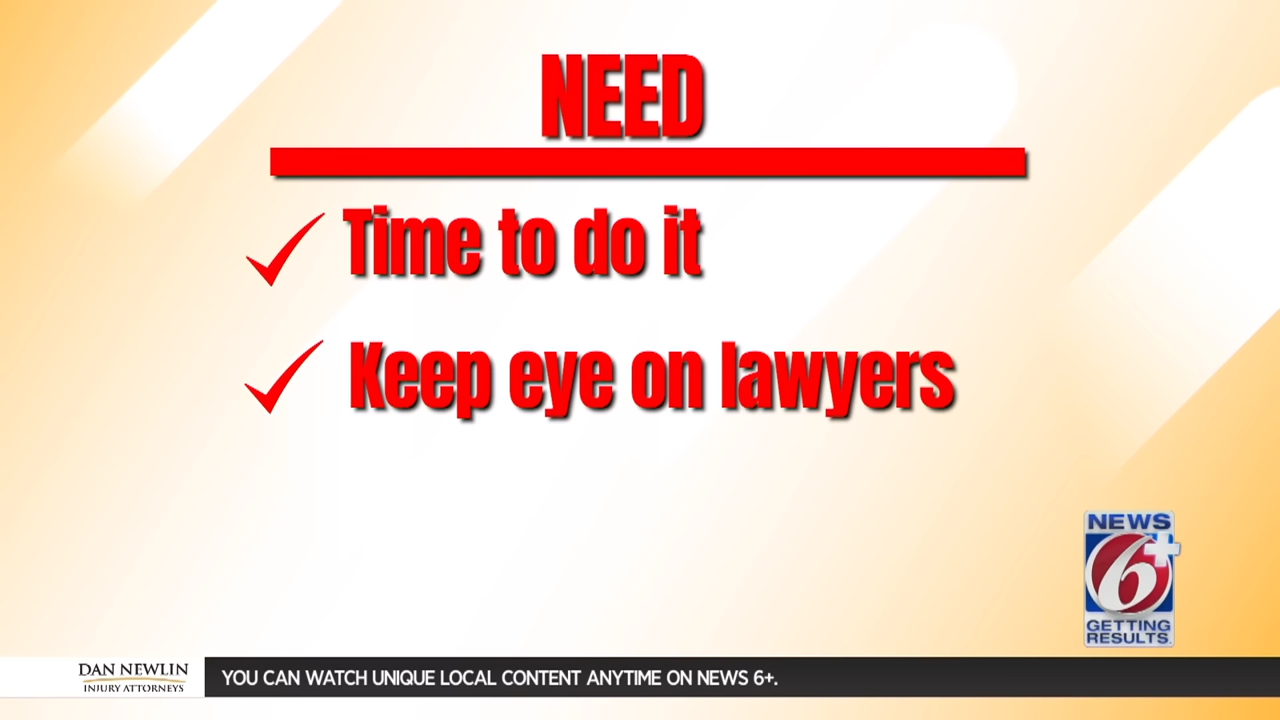 NEED
Time to do it
Keep eye on lawyers
NEWS
6+
GETTING
RESULTS.
DAN NEWLIN
INJURY ATTORNEYS
YOU CAN WATCH UNIQUE LOCAL CONTENT ANYTIME ON NEWS 6+.